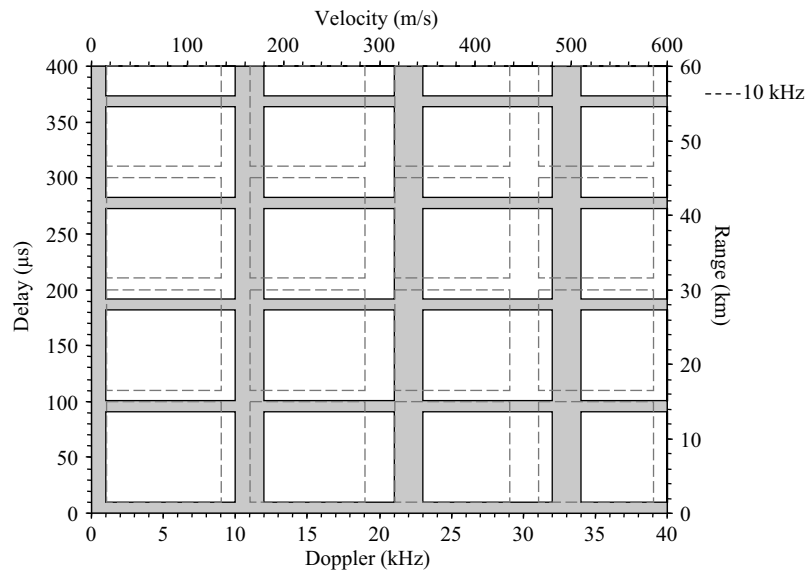 Velocity (m/s)
0 100 200 300 400 500 600
400 60
10 kHz
350 50
300
250 40
Delay (µs)
Range (km)
200 30
150 20
100
50 10
0 0
0 5 10 15 20 25 30 35 40
Doppler (kHz)